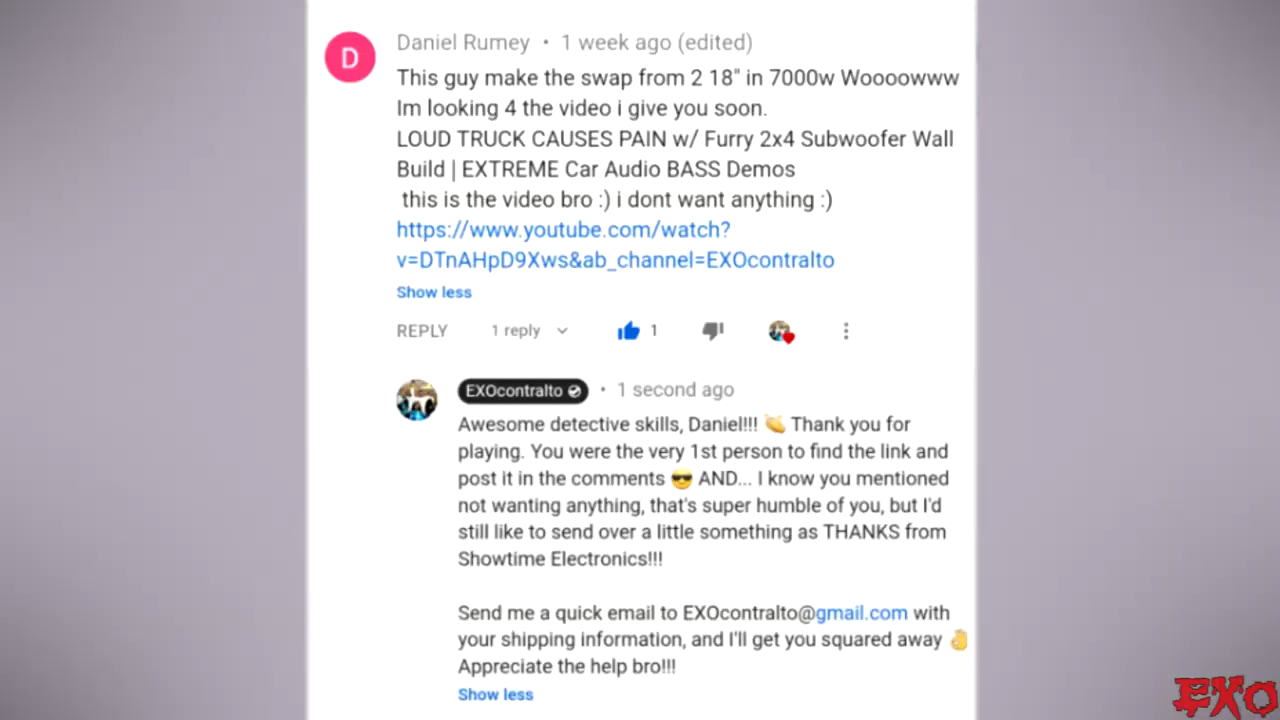 D
Daniel Rumey • 1 week ago (edited)
This guy make the swap from 2 18" in 7000w Woooowww
Im looking 4 the video i give you soon.
LOUD TRUCK CAUSES PAIN w/ Furry 2x4 Subwoofer Wall
Build | EXTREME Car Audio BASS Demos
this is the video bro :) i dont want anything :)
https://www.youtube.com/watch?
v=DTnAHpD9Xws&ab_channel=EXOcontralto
Show less
REPLY 1 reply 1
EXOcontralto • 1 second ago
Awesome detective skills, Daniel!!! 👏 Thank you for
playing. You were the very 1st person to find the link and
post it in the comments 😎 AND... I know you mentioned
not wanting anything, that's super humble of you, but I'd
still like to send over a little something as THANKS from
Showtime Electronics!!!
Send me a quick email to EXOcontralto@gmail.com with
your shipping information, and I'll get you squared away 👌
Appreciate the help bro!!!
Show less
EXO